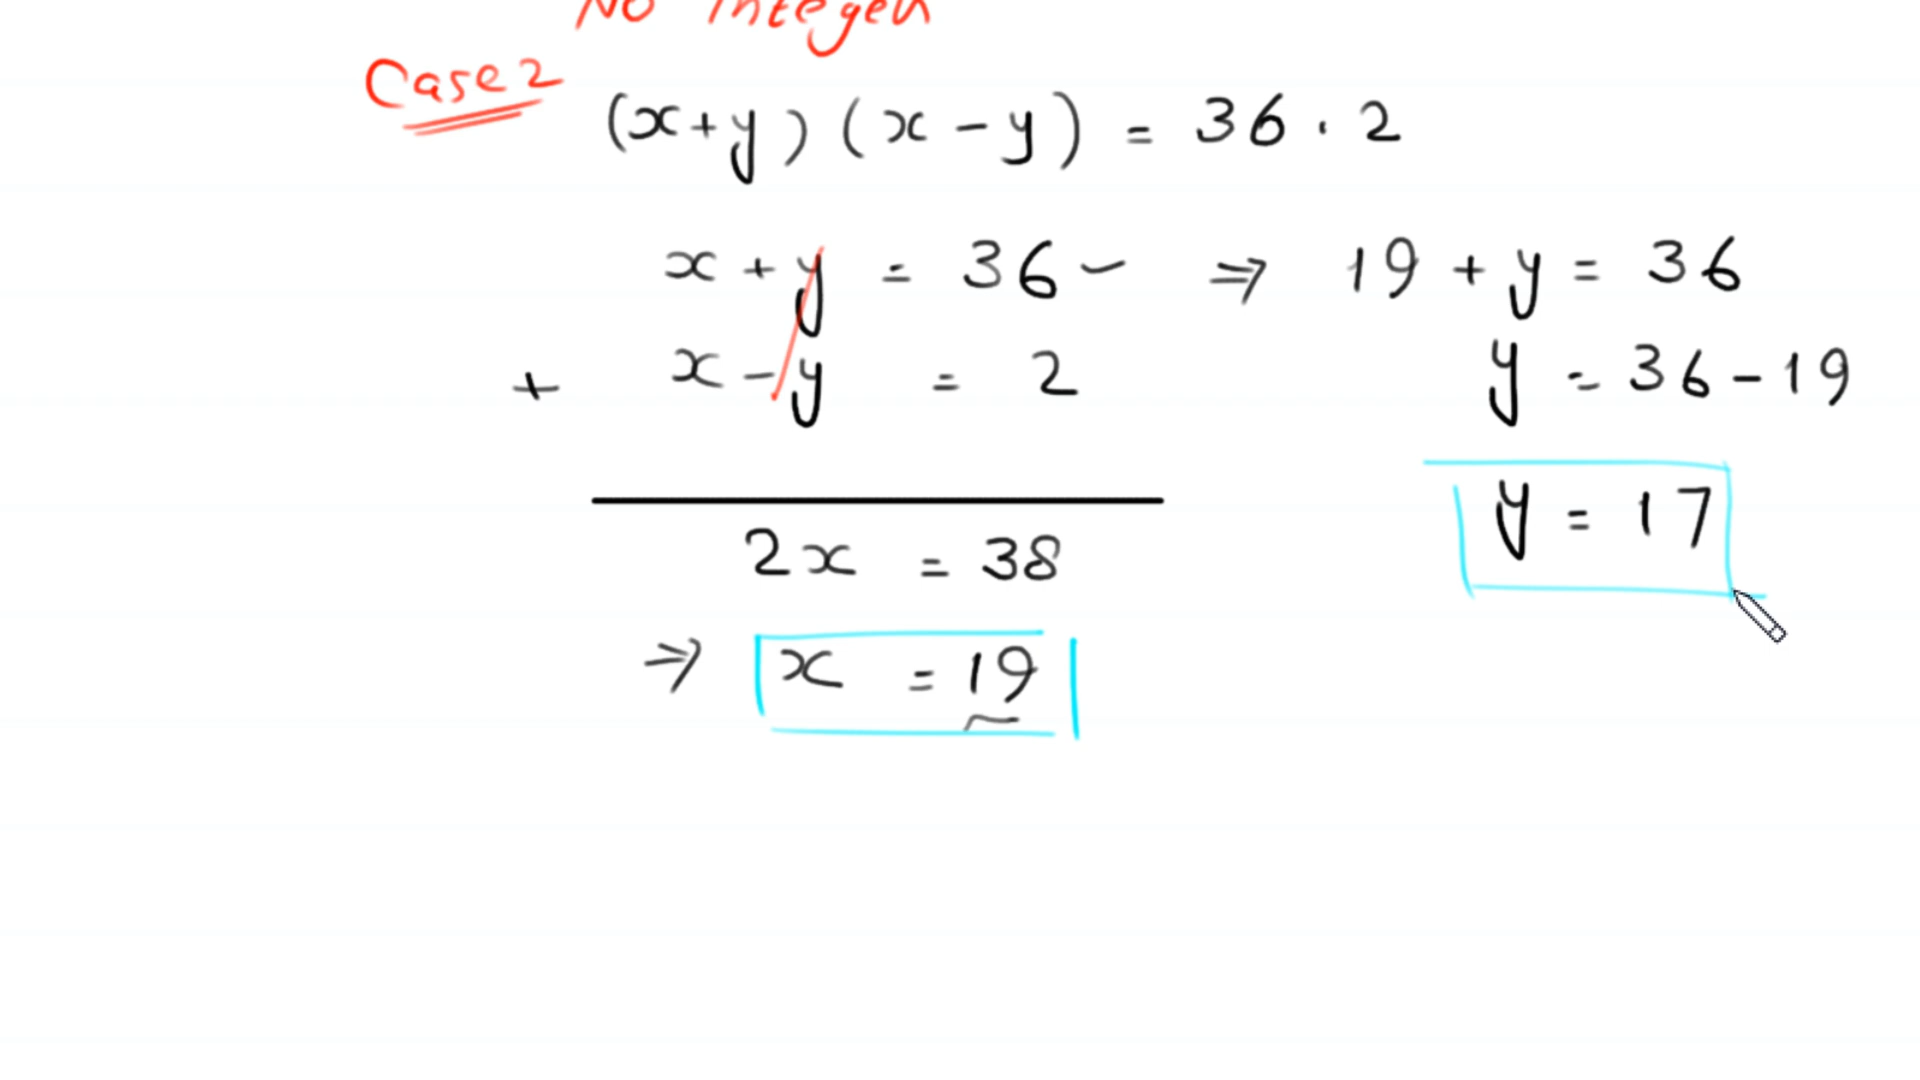 No integer
Case 2
(x+y) (x-y) = 36 · 2
x + y = 36 - ⇒ 19 + y = 36
+ x - y = 2
y = 36 - 19
y = 17
2x = 38
⇒ x = 19